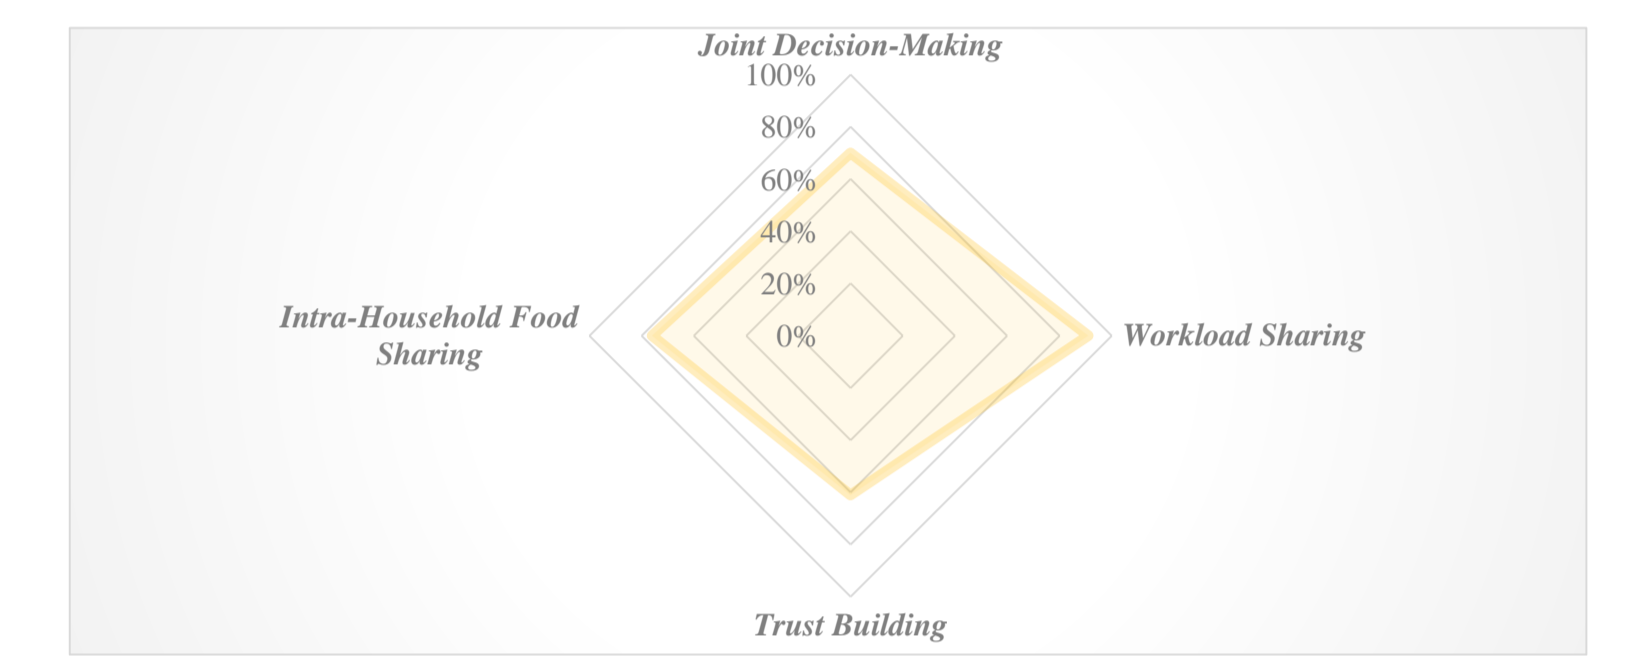 Joint Decision-Making
100%
80%
60%
40%
20%
0%
Intra-Household Food
Sharing
Workload Sharing
Trust Building